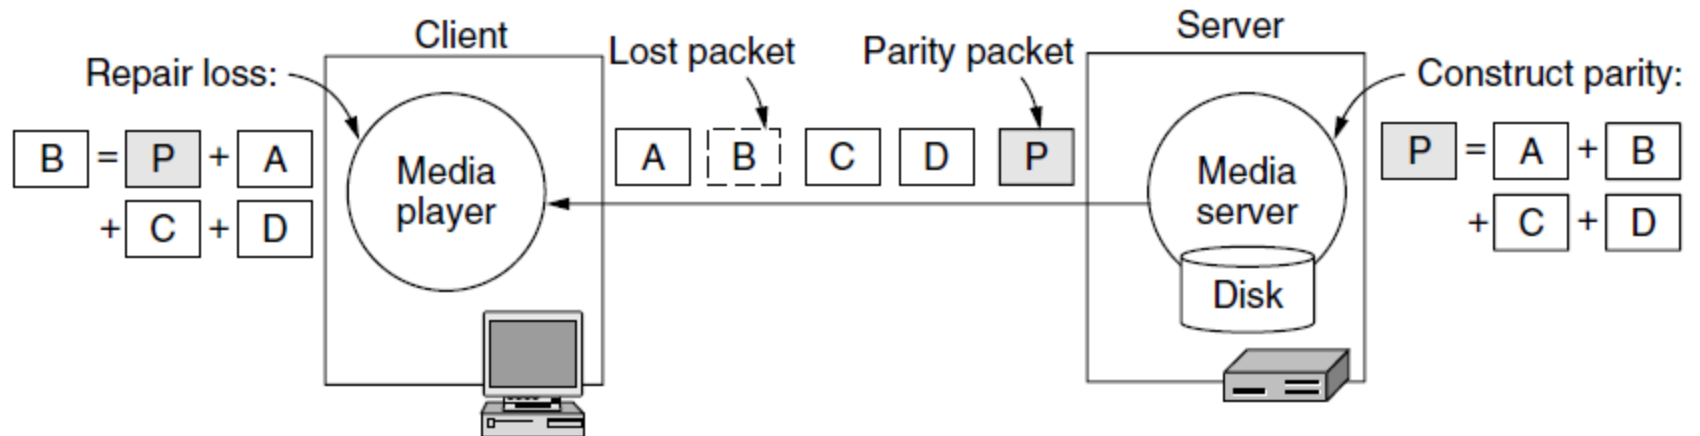 Client
Server
Lost packet
Parity packet
Repair loss:
Construct parity:
B = P + A
+ C + D
Media
player
A B C D P
Media
server
Disk
P = A + B
+ C + D